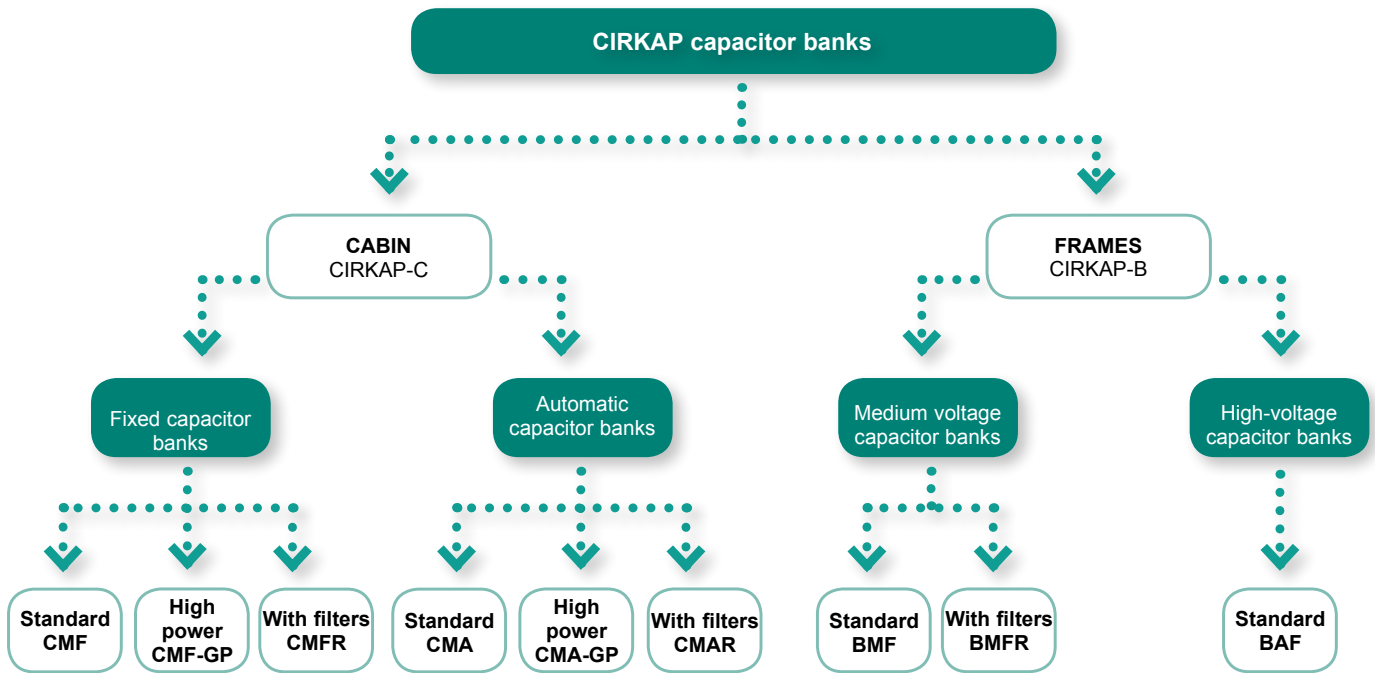 CIRKAP capacitor banks
CABIN
CIRKAP-C
FRAMES
CIRKAP-B
Fixed capacitor
banks
Automatic
capacitor banks
Medium voltage
capacitor banks
High-voltage
capacitor banks
Standard
CMF
High
power
CMF-GP
With filters
CMFR
Standard
CMA
High
power
CMA-GP
With filters
CMAR
Standard
BMF
With filters
BMFR
Standard
BAF